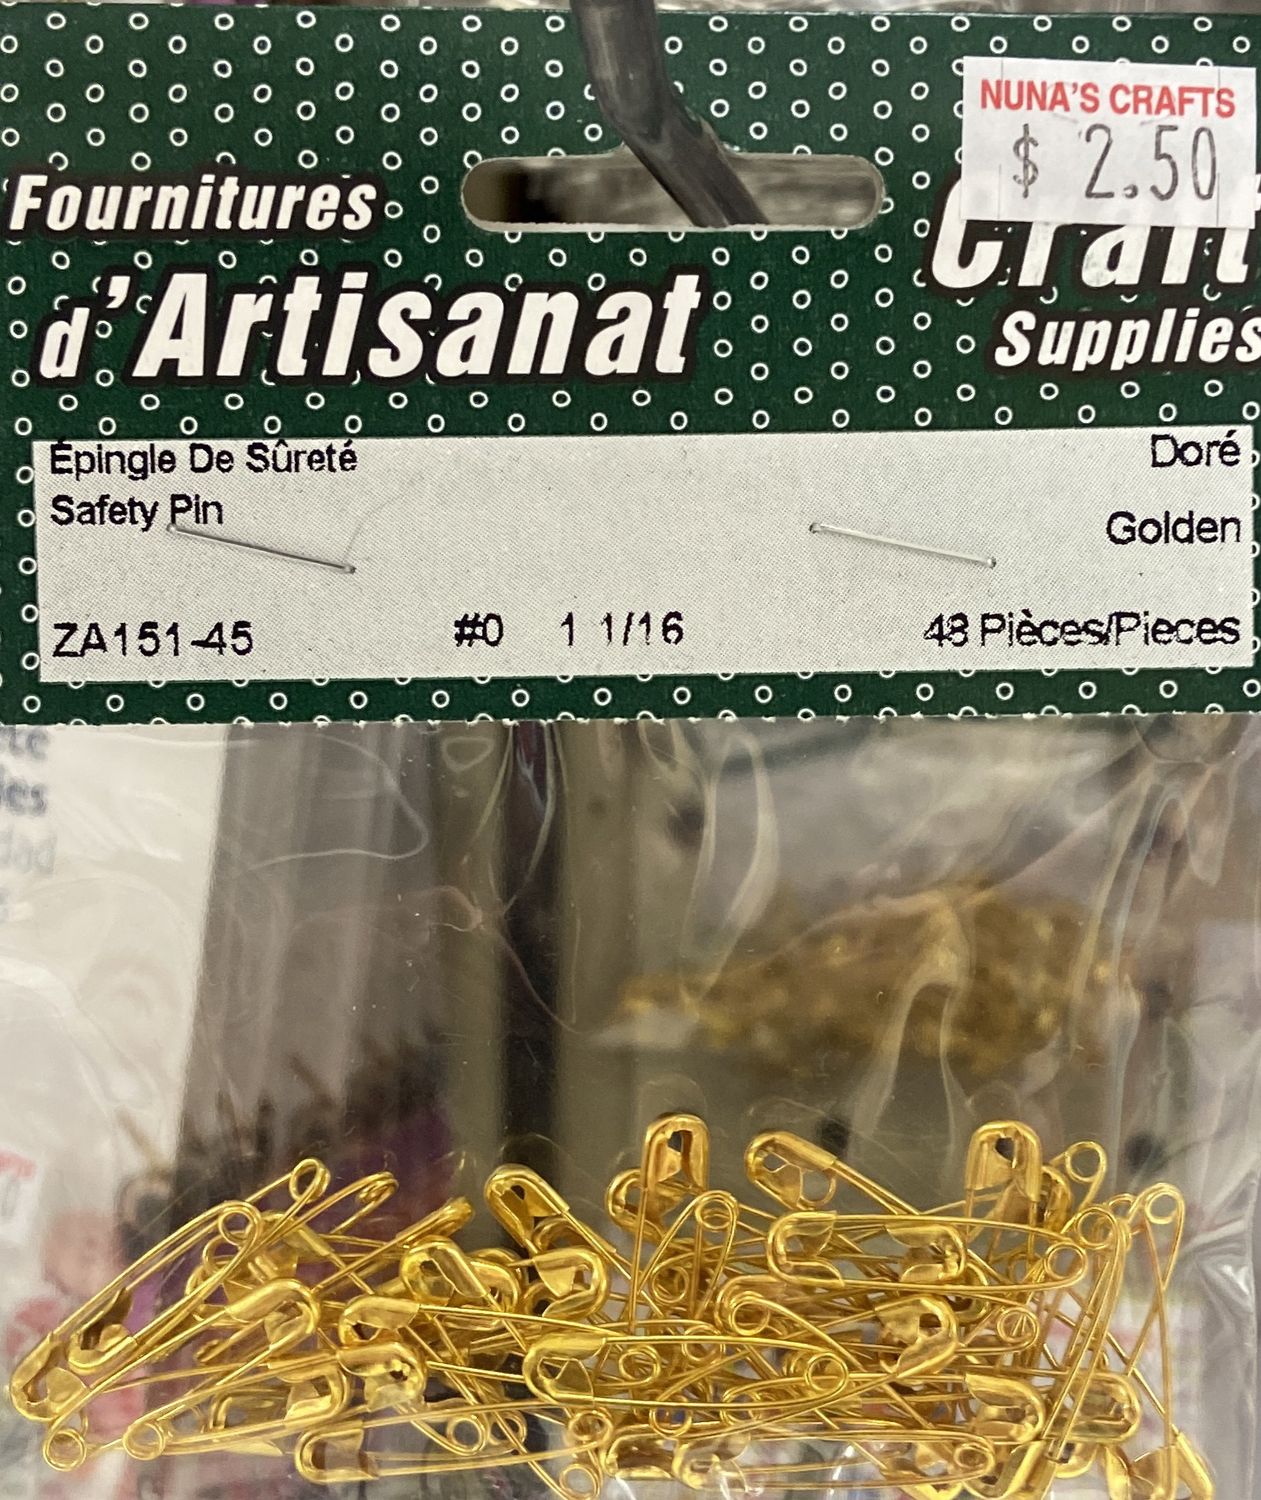 NUNA'S CRAFTS
$ 2.50
Fournitures
d'Artisanat
Craft
Supplies
Épingle De Sûreté
Doré
Safety Pin
Golden
ZA151-45 #0 1 1/16 48 Pièces/Pieces